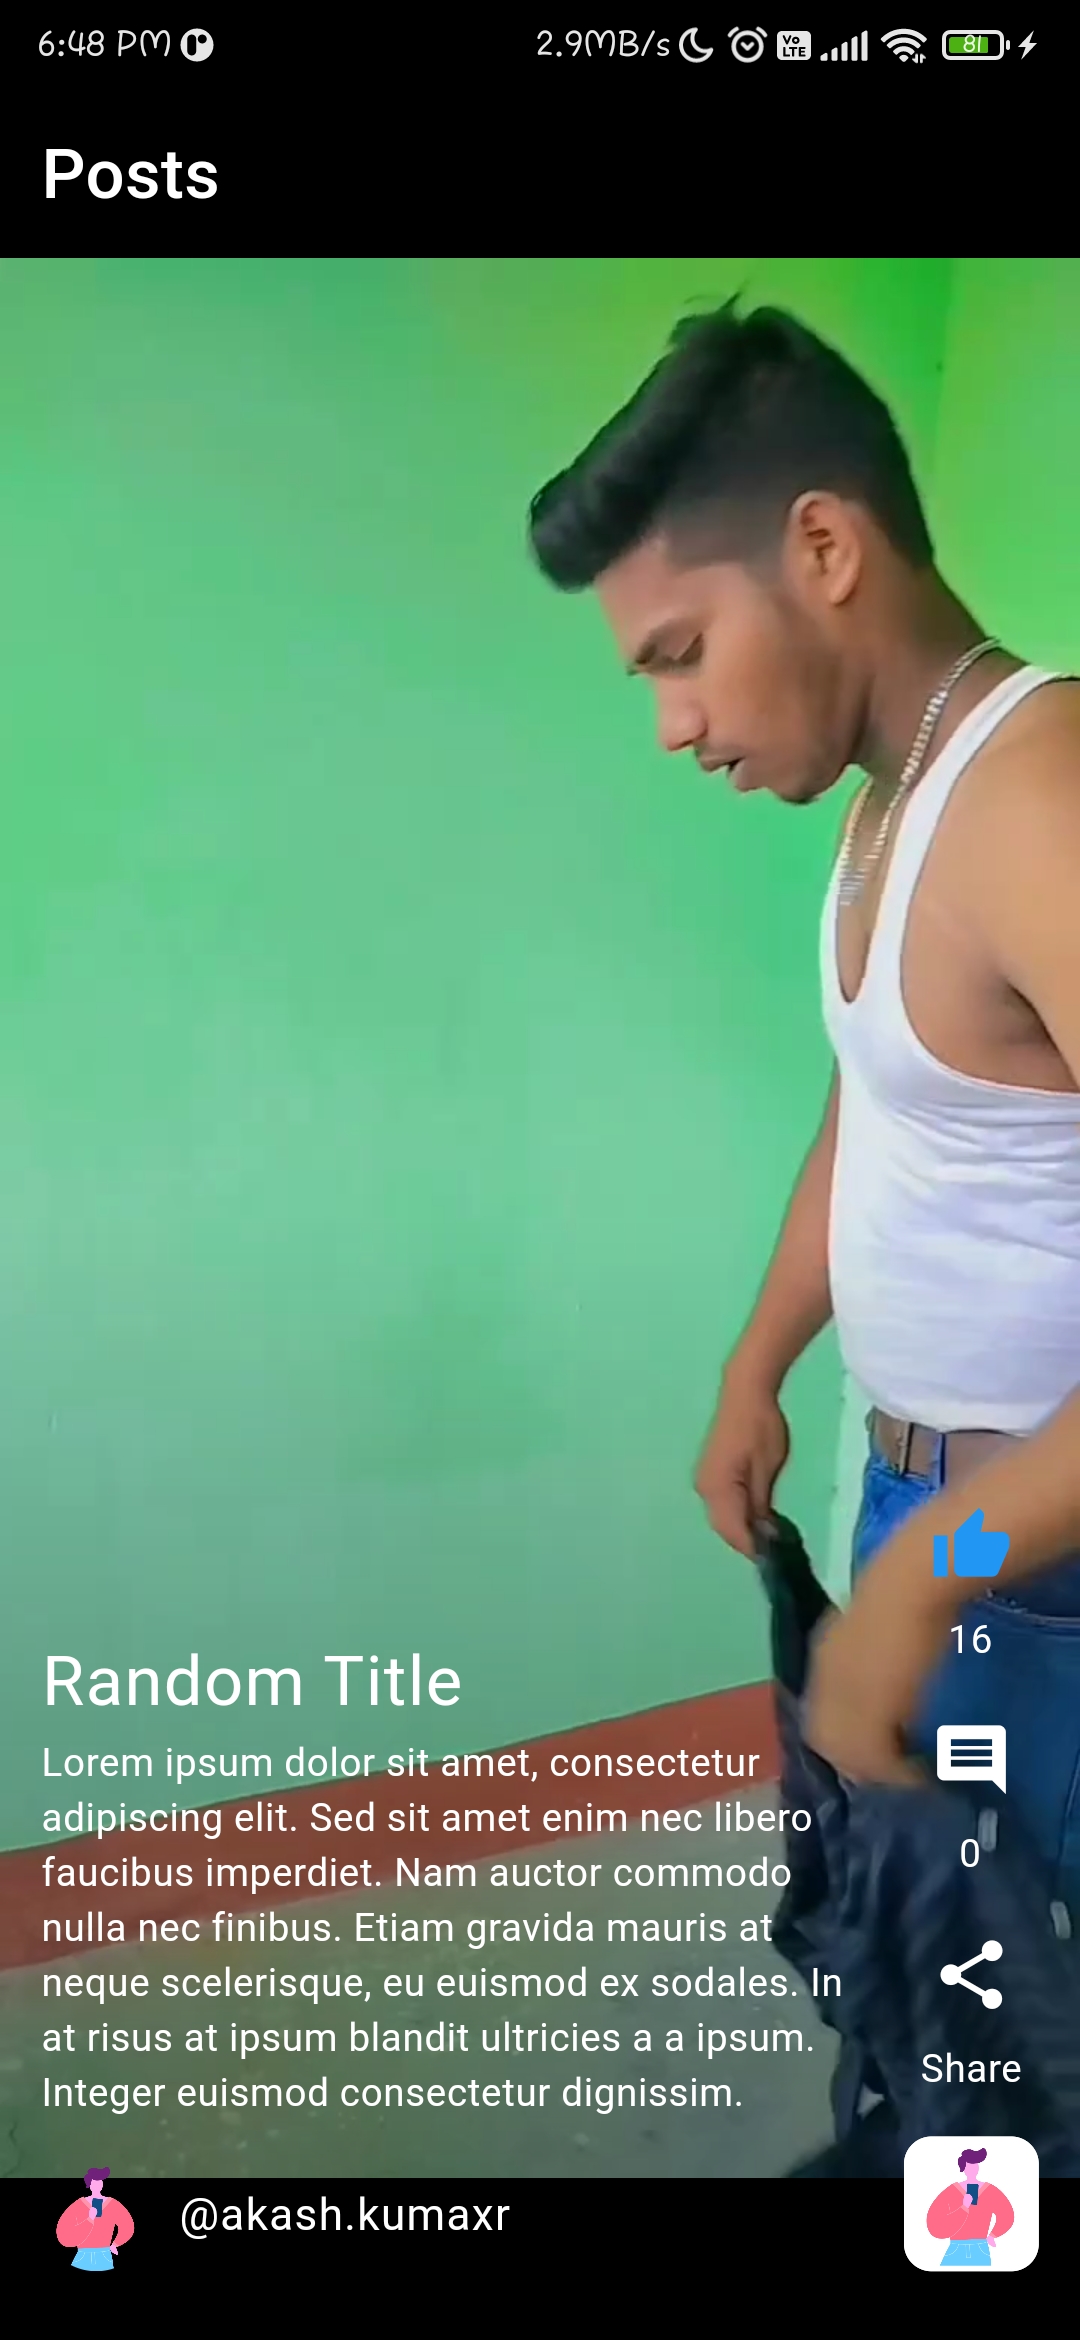 6:48 PM
2.9MB/s
Vo
LTE
81
Posts
16
Random Title
Lorem ipsum dolor sit amet, consectetur
adipiscing elit. Sed sit amet enim nec libero
faucibus imperdiet. Nam auctor commodo
nulla nec finibus. Etiam gravida mauris at
neque scelerisque, eu euismod ex sodales. In
at risus at ipsum blandit ultricies a a ipsum.
Integer euismod consectetur dignissim.
0
Share
@akash.kumaxr